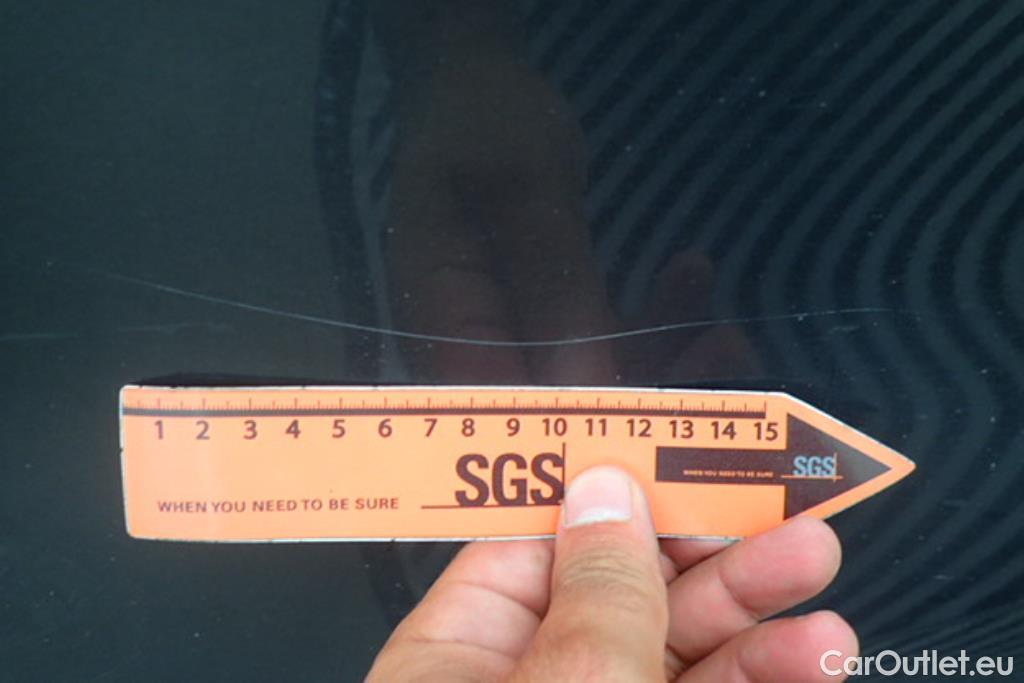 1 2 3 4 5 6 7 8 9 10 11 12 13 14 15
SGS
WHEN YOU NEED TO BE SURE
WHEN YOU NEED TO BE SURE SGS
CarOutlet.eu